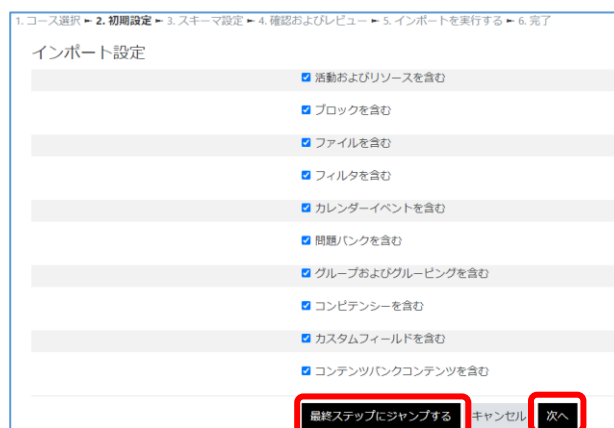 1. コース選択 ► 2. 初期設定 ► 3. スキーマ設定 ► 4. 確認およびレビュー ► 5. インポートを実行する ► 6. 完了
インポート設定
活動およびリソースを含む
ブロックを含む
ファイルを含む
フィルタを含む
カレンダーイベントを含む
問題バンクを含む
グループおよびグルーピングを含む
コンピテンシーを含む
カスタムフィールドを含む
コンテンツバンクコンテンツを含む
最終ステップにジャンプする キャンセル 次へ